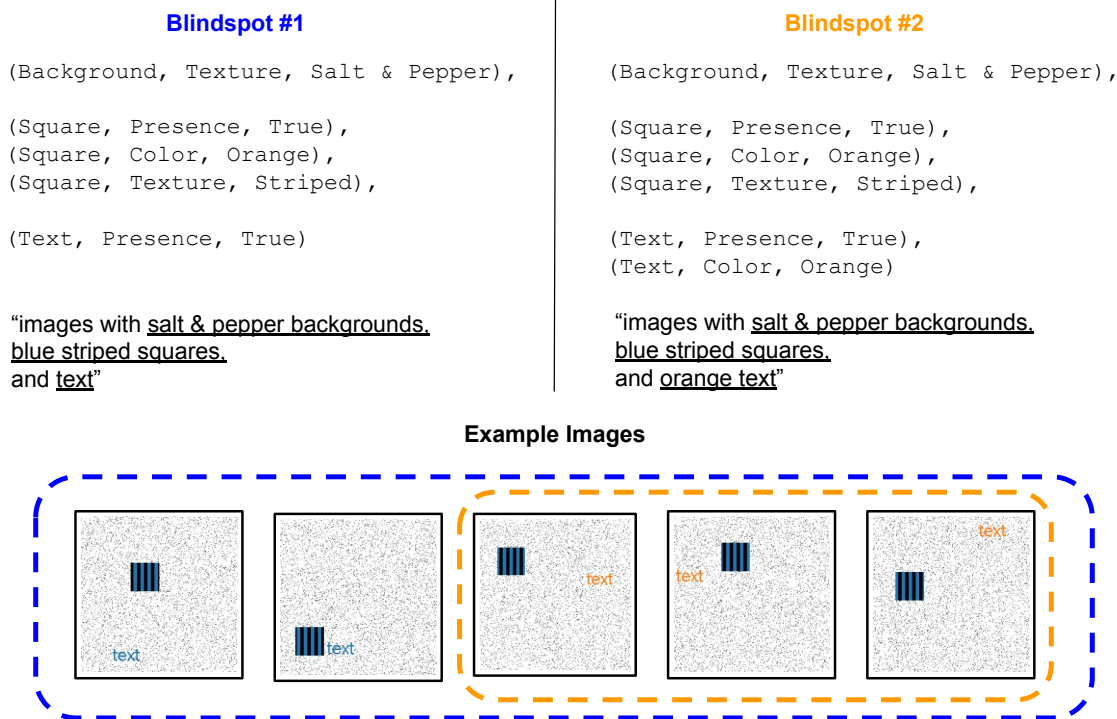 Blindspot #1
(Background, Texture, Salt & Pepper),
(Square, Presence, True),
(Square, Color, Orange),
(Square, Texture, Striped),
(Text, Presence, True)
“images with salt & pepper backgrounds,
blue striped squares,
and text”
Blindspot #2
(Background, Texture, Salt & Pepper),
(Square, Presence, True),
(Square, Color, Orange),
(Square, Texture, Striped),
(Text, Presence, True),
(Text, Color, Orange)
“images with salt & pepper backgrounds,
blue striped squares,
and orange text”
Example Images
text
text
text
text
text